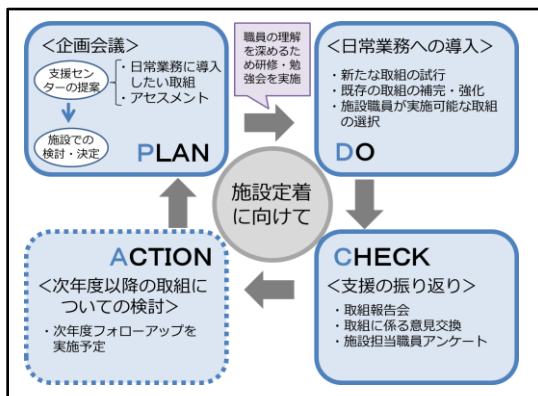 ＜企画会議＞
支援セン
ターの提案
・日常業務に導入
したい取組
・アセスメント
施設での
検討・決定
PLAN
職員の理解
を深めるた
め研修・勉
強会を実施
＜日常業務への導入＞
・新たな取組の試行
・既存の取組の補完・強化
・施設職員が実施可能な取組
の選択
DO
施設定着
に向けて
ACTION
＜次年度以降の取組に
ついての検討＞
・次年度フォローアップを
実施予定
CHECK
＜支援の振り返り＞
・取組報告会
・取組に係る意見交換
・施設担当職員アンケート